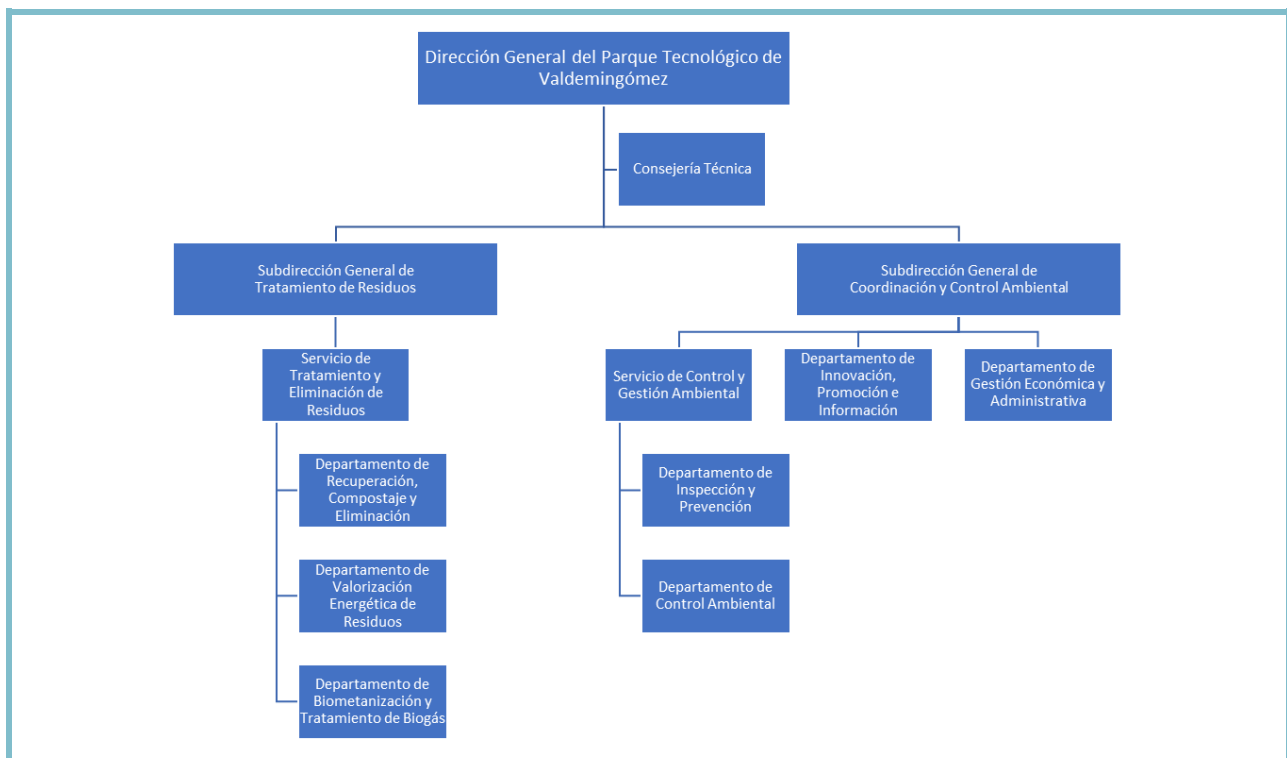 Dirección General del Parque Tecnológico de
Valdemingómez
Consejería Técnica
Subdirección General de
Tratamiento de Residuos
Subdirección General de
Coordinación y Control Ambiental
Servicio de
Tratamiento y
Eliminación de
Residuos
Servicio de Control y
Gestión Ambiental
Departamento de
Innovación,
Promoción e
Información
Departamento de
Gestión Económica y
Administrativa
Departamento de
Recuperación,
Compostaje y
Eliminación
Departamento de
Inspección y
Prevención
Departamento de
Valorización
Energética de
Residuos
Departamento de
Control Ambiental
Departamento de
Biometanización y
Tratamiento de Biogás